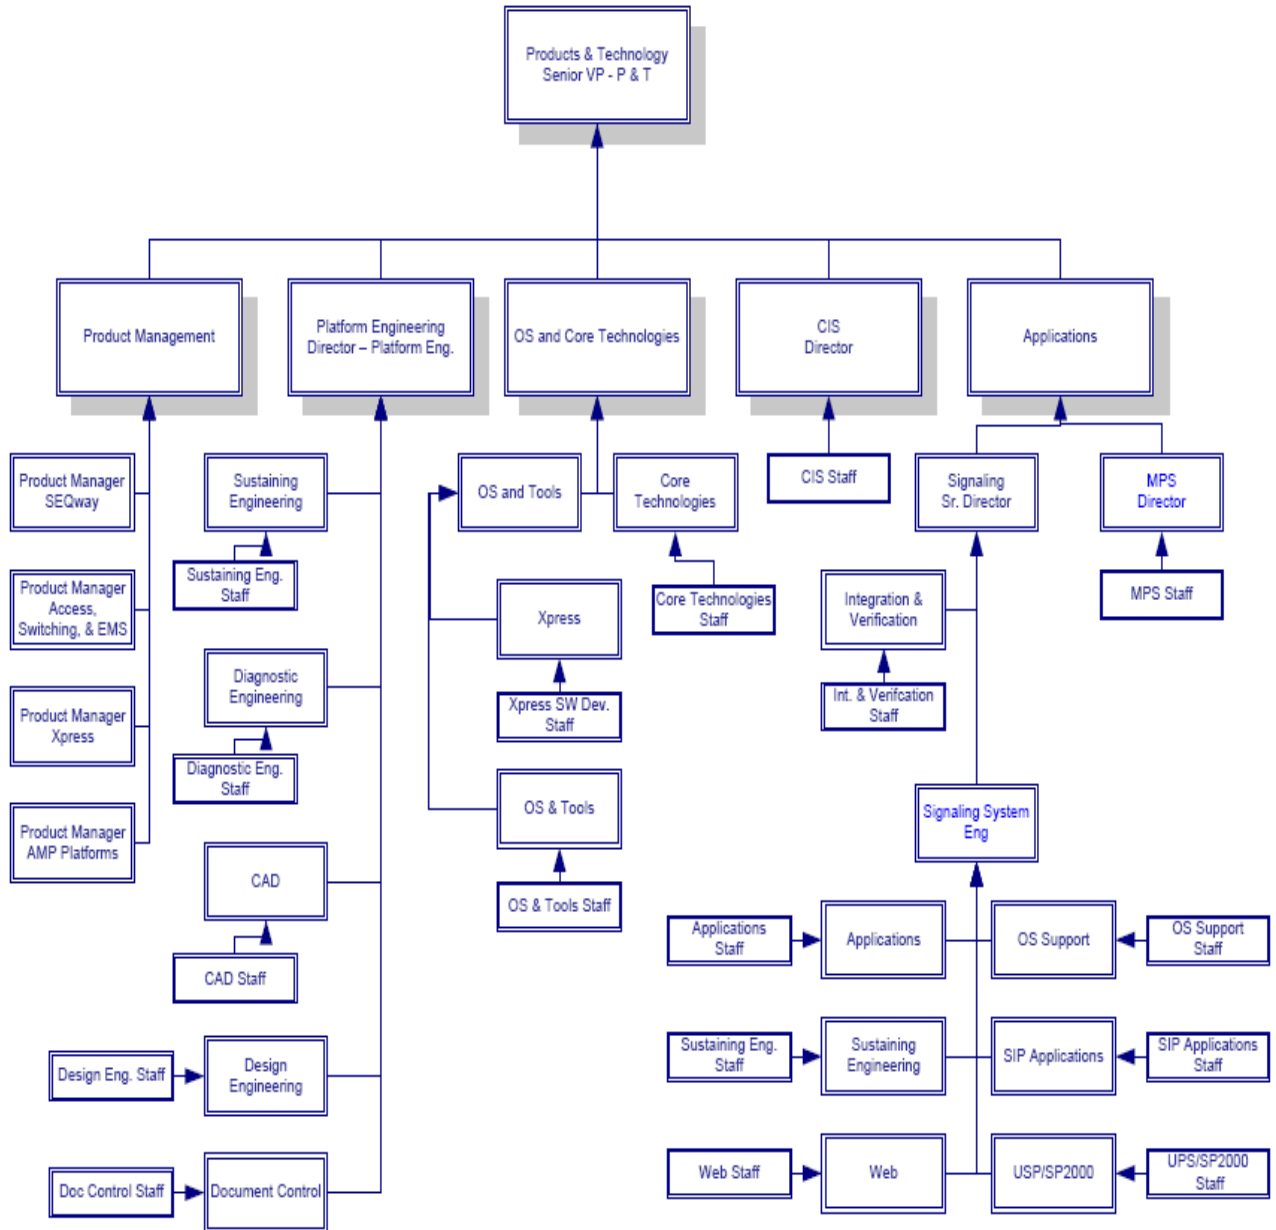 Products & Technology
Senior VP - P & T
Product Management
Platform Engineering
Director – Platform Eng.
OS and Core Technologies
CIS
Director
Applications
Product Manager
SEQway
Sustaining
Engineering
OS and Tools
Core
Technologies
CIS Staff
Signaling
Sr. Director
MPS
Director
Sustaining Eng.
Staff
Product Manager
Access,
Switching, & EMS
Xpress
Core Technologies
Staff
Integration &
Verification
MPS Staff
Diagnostic
Engineering
Xpress SW Dev.
Staff
Int. & Verifcation
Staff
Product Manager
Xpress
Diagnostic Eng.
Staff
OS & Tools
Signaling System
Eng
Product Manager
AMP Platforms
CAD
OS & Tools Staff
Applications
Staff
Applications
OS Support
OS Support
Staff
CAD Staff
Design Eng. Staff
Design
Engineering
Sustaining Eng.
Staff
Sustaining
Engineering
SIP Applications
SIP Applications
Staff
Doc Control Staff
Document Control
Web Staff
Web
USP/SP2000
UPS/SP2000
Staff